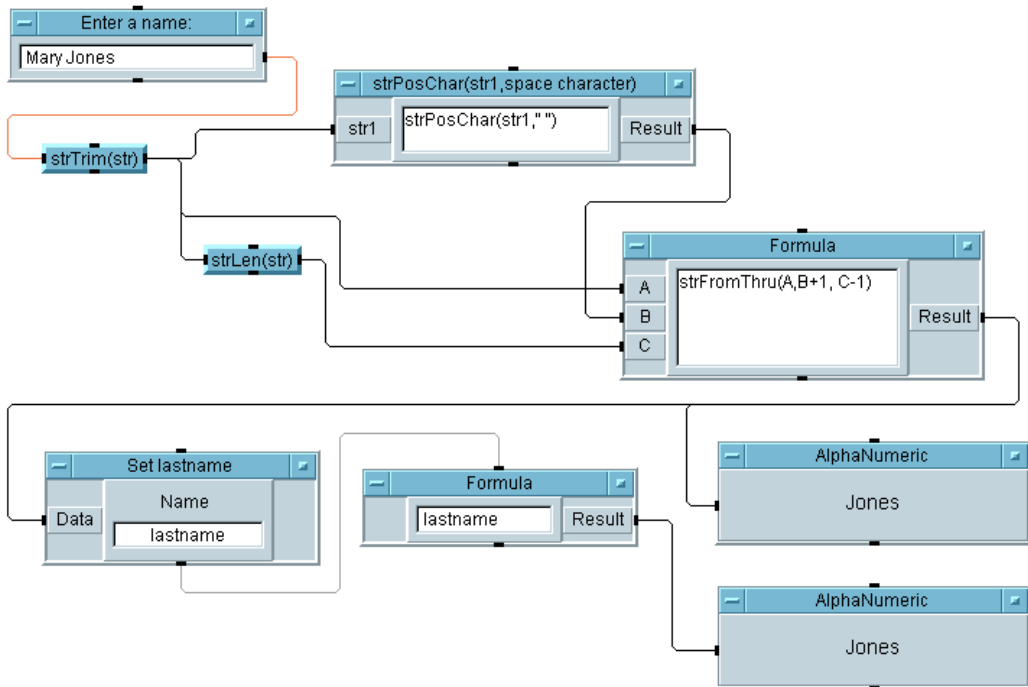 Enter a name:
Mary Jones
strPosChar(str1,space character)
str1
strPosChar(str1," ")
Result
strTrim(str)
strLen(str)
Formula
A
B
C
strFromThru(A,B+1, C-1)
Result
Set lastname
Data
Name
lastname
Formula
lastname
Result
AlphaNumeric
Jones
AlphaNumeric
Jones